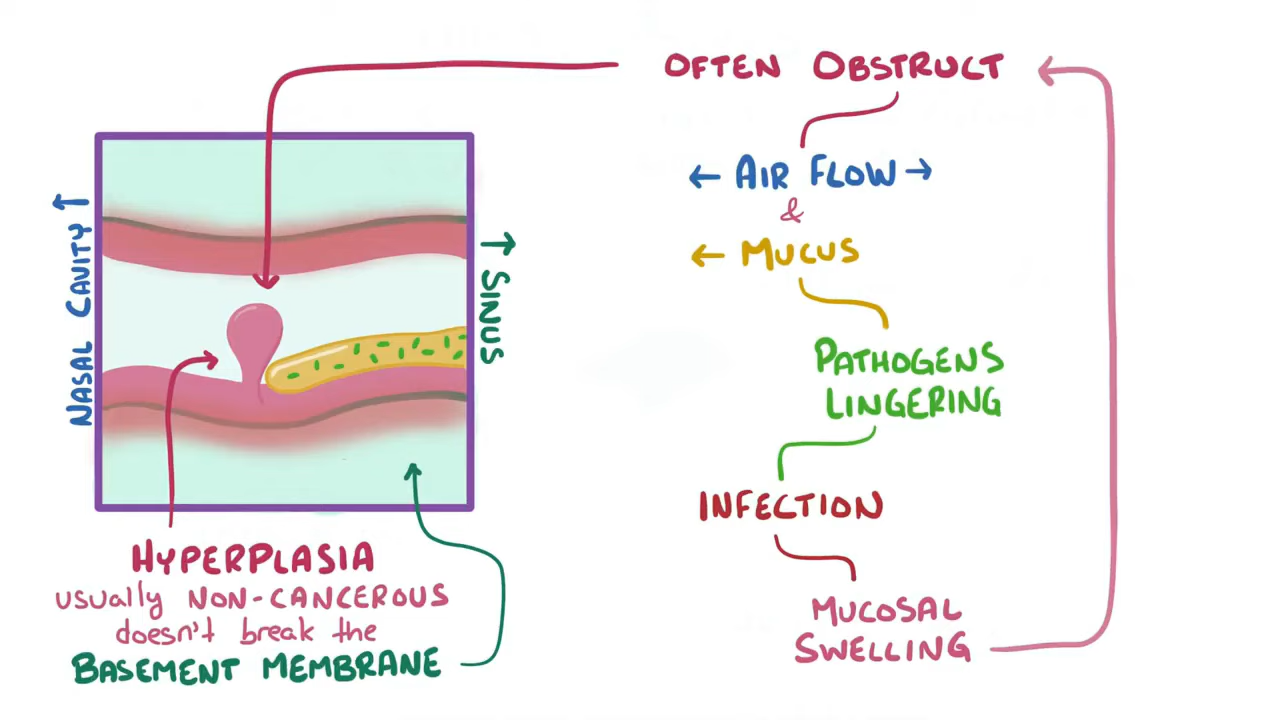 OFTEN OBSTRUCT
← AIR FLOW →
&
← MUCUS
PATHOGENS
LINGERING
INFECTION
MUCOSAL
SWELLING
NASAL CAVITY ↑
↑ SINUS
HYPERPLASIA
usually NON-CANCEROUS
doesn't break the
BASEMENT MEMBRANE